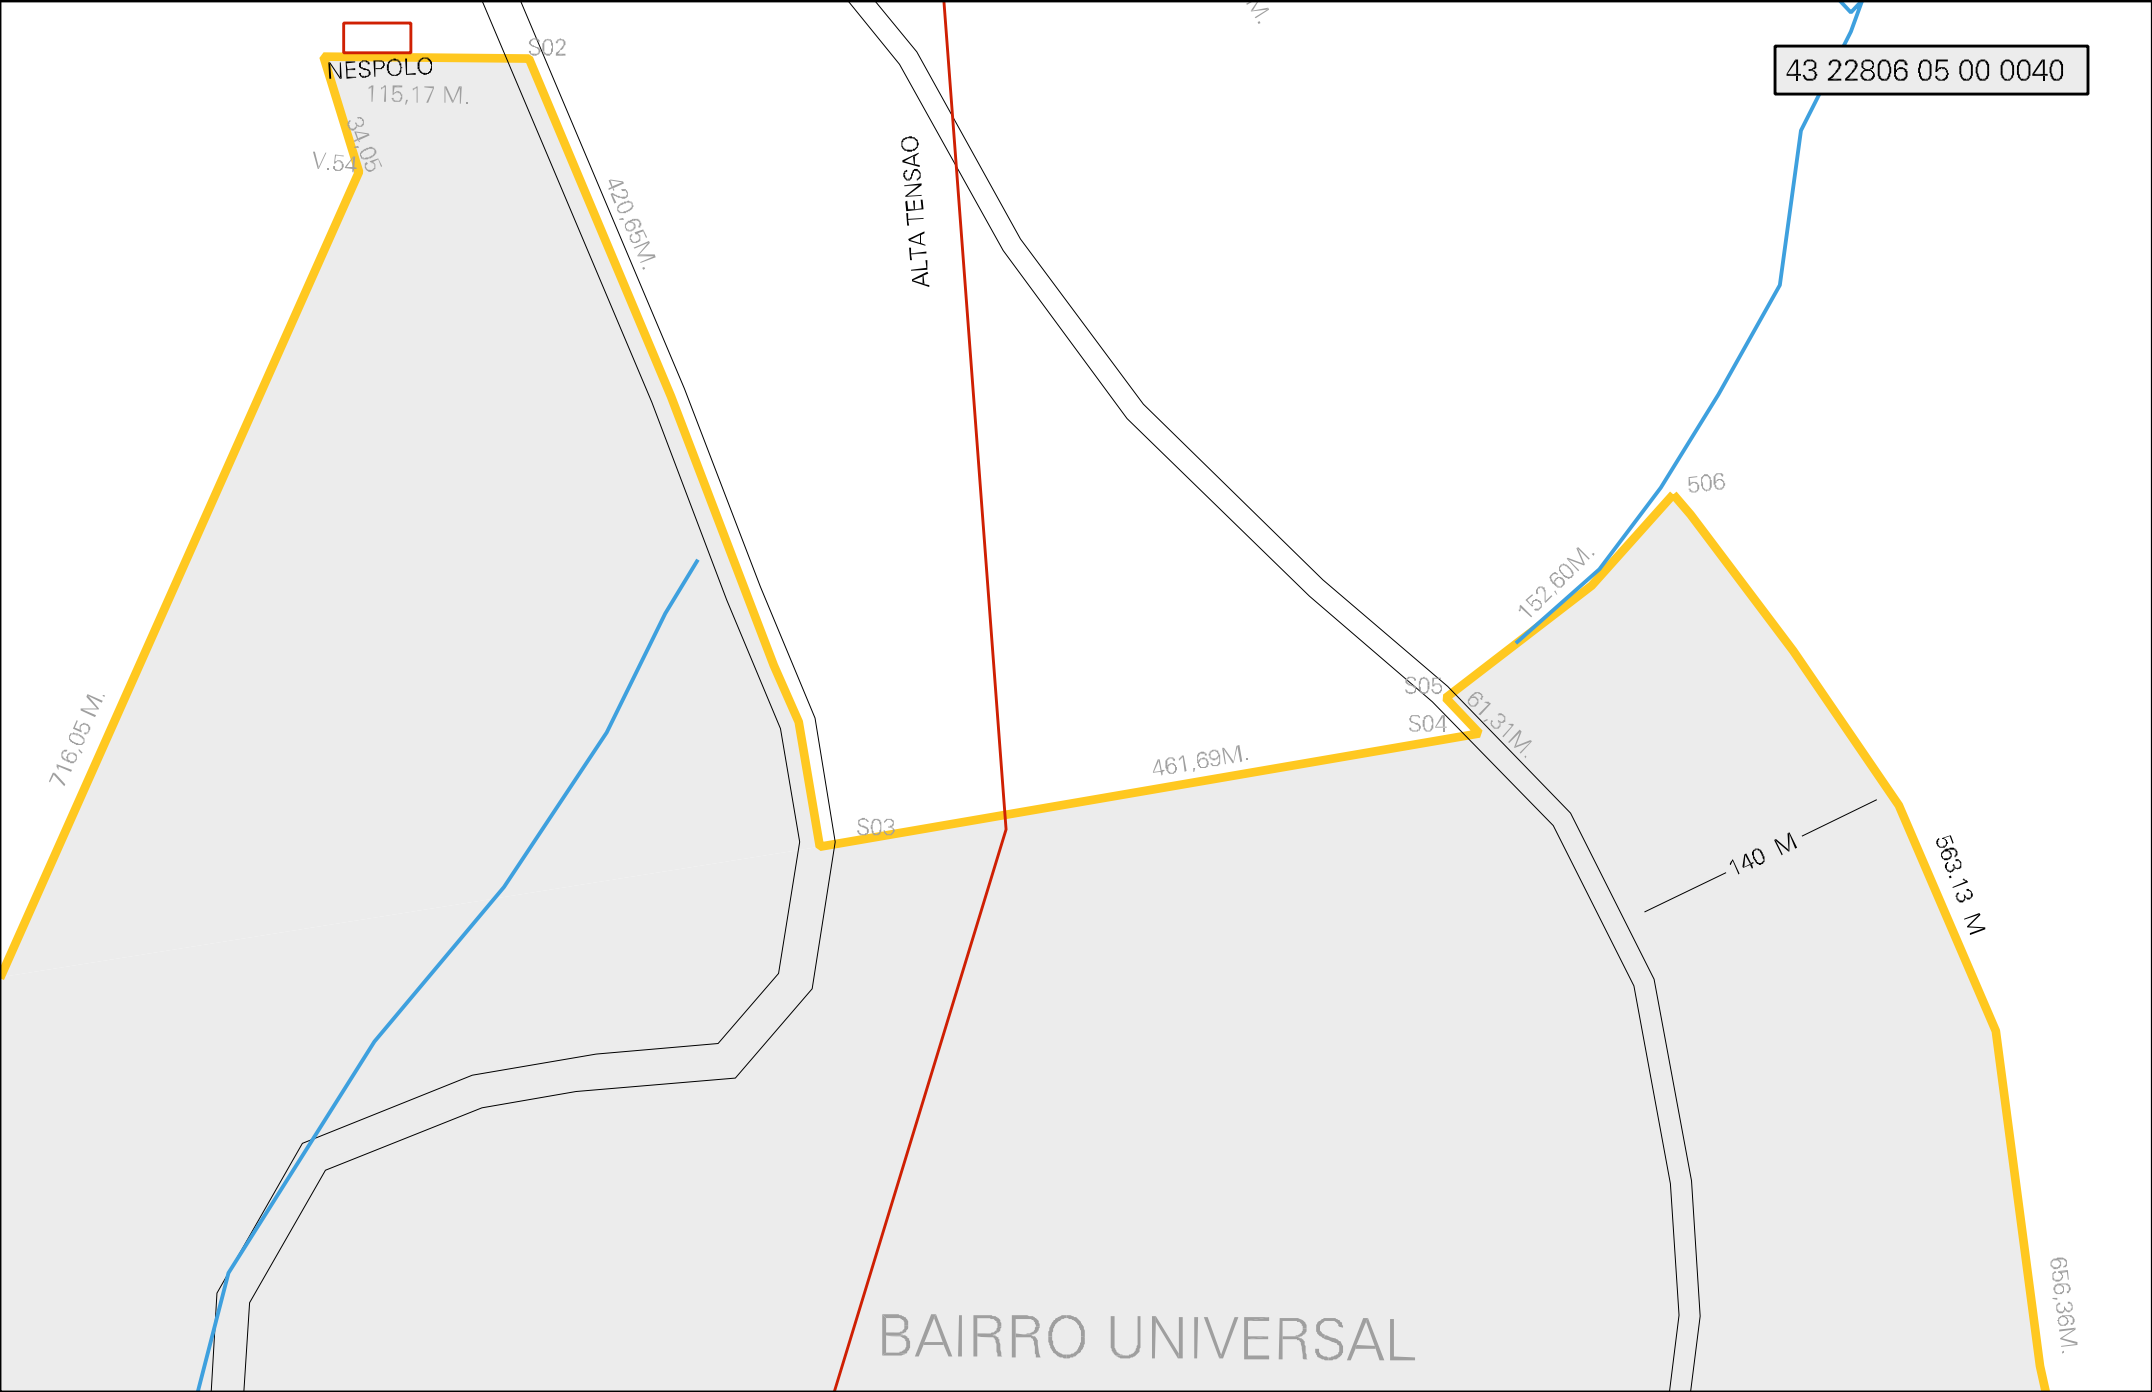 M.
S02
43 22806 05 00 0040
NESPOLO
115,17 M.
34,05
V.54
420,65M.
ALTA TENSAO
506
152,60M.
S05
61,31M.
S04
716,05 M.
461,69M.
S03
140 M
563.13 M
656,36M.
BAIRRO UNIVERSAL